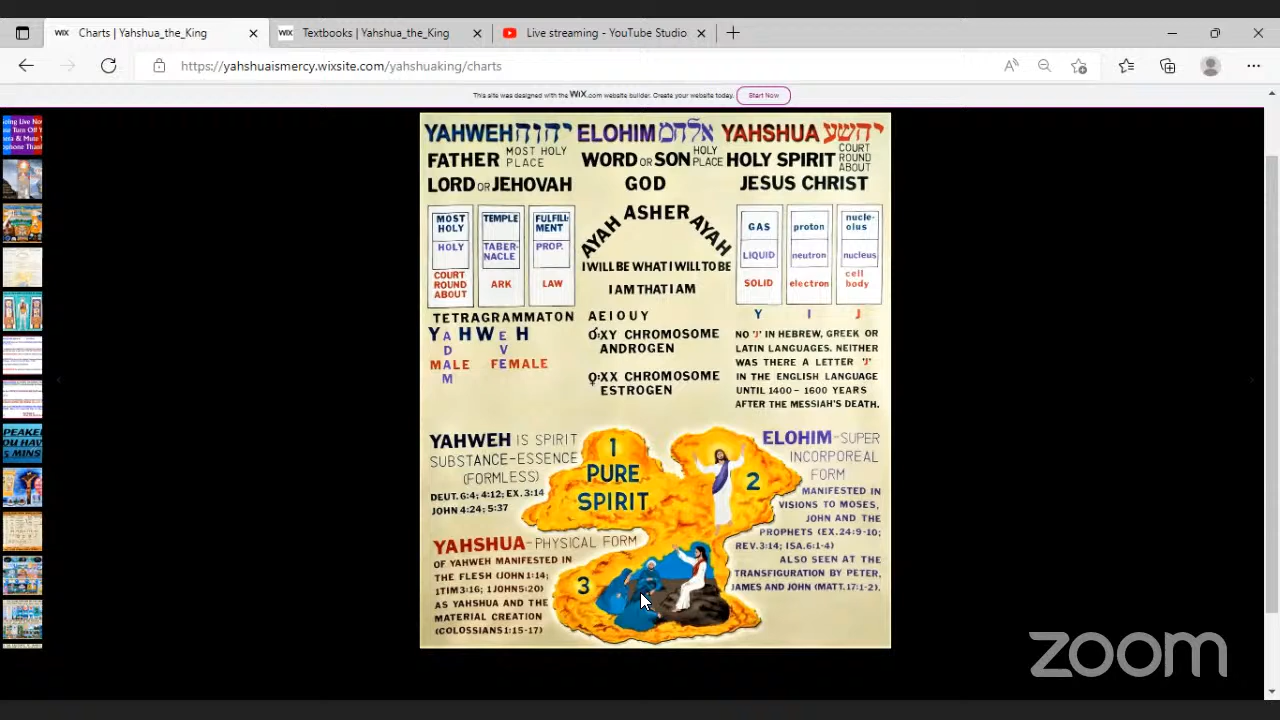 WIX Charts | Yahshua_the_King
WIX Textbooks | Yahshua_the_King
Live streaming - YouTube Studio
https://yahshuaismercy.wixsite.com/yahshuaking/charts
This site was designed with the WiX.com website builder. Create your website today. Start Now
YAHWEH יהוה ELOHIM אלהמ YAHSHUA יהשע
FATHER MOST HOLY PLACE WORD OR SON HOLY PLACE HOLY SPIRIT COURT ROUND ABOUT
LORD OR JEHOVAH GOD JESUS CHRIST
MOST HOLY
HOLY
COURT ROUND ABOUT
TEMPLE
TABER-NACLE
ARK
FULFILL-MENT
PROP.
LAW
AYAH ASHER AYAH
I WILL BE WHAT I WILL TO BE
I AM THAT I AM
GAS
LIQUID
SOLID
proton
neutron
electron
nucle-olus
nucleus
cell body
TETRAGRAMMATON
YAHWEH
ADAM
EVE
MALE FEMALE
A E I O U Y
♂:XY CHROMOSOME
ANDROGEN
♀:XX CHROMOSOME
ESTROGEN
Y I J
NO 'J' IN HEBREW, GREEK OR
LATIN LANGUAGES. NEITHER
WAS THERE A LETTER 'J'
IN THE ENGLISH LANGUAGE
UNTIL 1400 - 1600 YEARS
AFTER THE MESSIAH'S DEATH.
YAHWEH IS SPIRIT
SUBSTANCE-ESSENCE
(FORMLESS)
DEUT. 6:4; 4:12; EX. 3:14
JOHN 4:24; 5:37
1
PURE
SPIRIT
2
ELOHIM-SUPER
INCORPOREAL
FORM
MANIFESTED IN
VISIONS TO MOSES,
JOHN AND THE
PROPHETS (EX. 24:9-10;
REV. 3:14; ISA. 6:1-4)
ALSO SEEN AT THE
TRANSFIGURATION BY PETER,
JAMES AND JOHN (MATT. 17:1-2).
YAHSHUA-PHYSICAL FORM
OF YAHWEH MANIFESTED IN
THE FLESH (JOHN 1:14;
1TIM 3:16; 1JOHN 5:20)
AS YAHSHUA AND THE
MATERIAL CREATION
(COLOSSIANS 1:15-17)
3
zoom